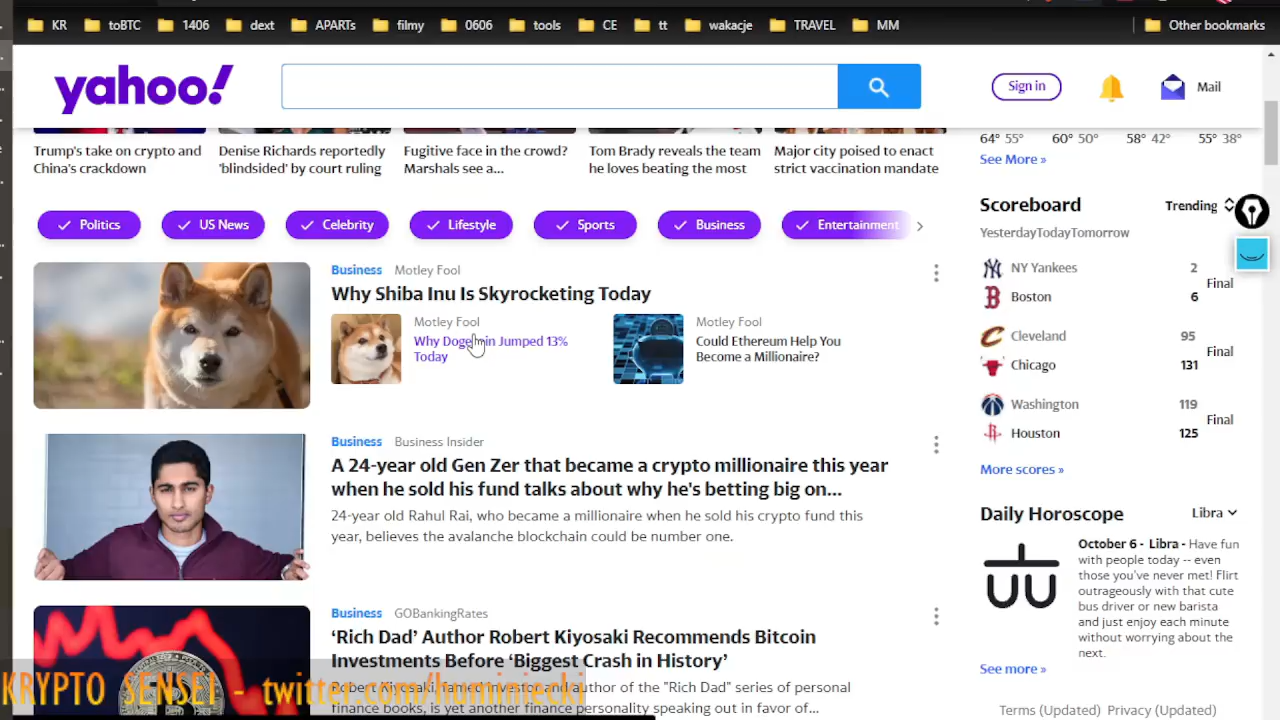 KR
toBTC
1406
dext
APARTs
filmy
0606
tools
CE
tt
wakacje
TRAVEL
MM
Other bookmarks
yahoo!
Sign in
Mail
Trump's take on crypto and
China's crackdown
Denise Richards reportedly
'blindsided' by court ruling
Fugitive face in the crowd?
Marshals see a...
Tom Brady reveals the team
he loves beating the most
Major city poised to enact
strict vaccination mandate
64° 55°
60° 50°
58° 42°
55° 38°
See More »
Politics
US News
Celebrity
Lifestyle
Sports
Business
Entertainment
Business Motley Fool
Why Shiba Inu Is Skyrocketing Today
Motley Fool
Why Dogecoin Jumped 13%
Today
Motley Fool
Could Ethereum Help You
Become a Millionaire?
Business Business Insider
A 24-year old Gen Zer that became a crypto millionaire this year
when he sold his fund talks about why he's betting big on...
24-year old Rahul Rai, who became a millionaire when he sold his crypto fund this
year, believes the avalanche blockchain could be number one.
Business GOBankingRates
‘Rich Dad’ Author Robert Kiyosaki Recommends Bitcoin
Investments Before ‘Biggest Crash in History’
Robert Kiyosaki, famed investor and author of the "Rich Dad" series of personal
finance books, is yet another finance personality speaking out in favor of...
Scoreboard
Trending
YesterdayTodayTomorrow
NY Yankees 2
Boston 6
Final
Cleveland 95
Chicago 131
Final
Washington 119
Houston 125
Final
More scores »
Daily Horoscope
Libra
October 6 - Libra - Have fun
with people today -- even
those you've never met! Flirt
outrageously with that cute
bus driver or new barista
and just enjoy each minute
without worrying about the
next.
See more »
Terms (Updated) Privacy (Updated)
KRYPTO SENSEI - twitter.com/huminiecki